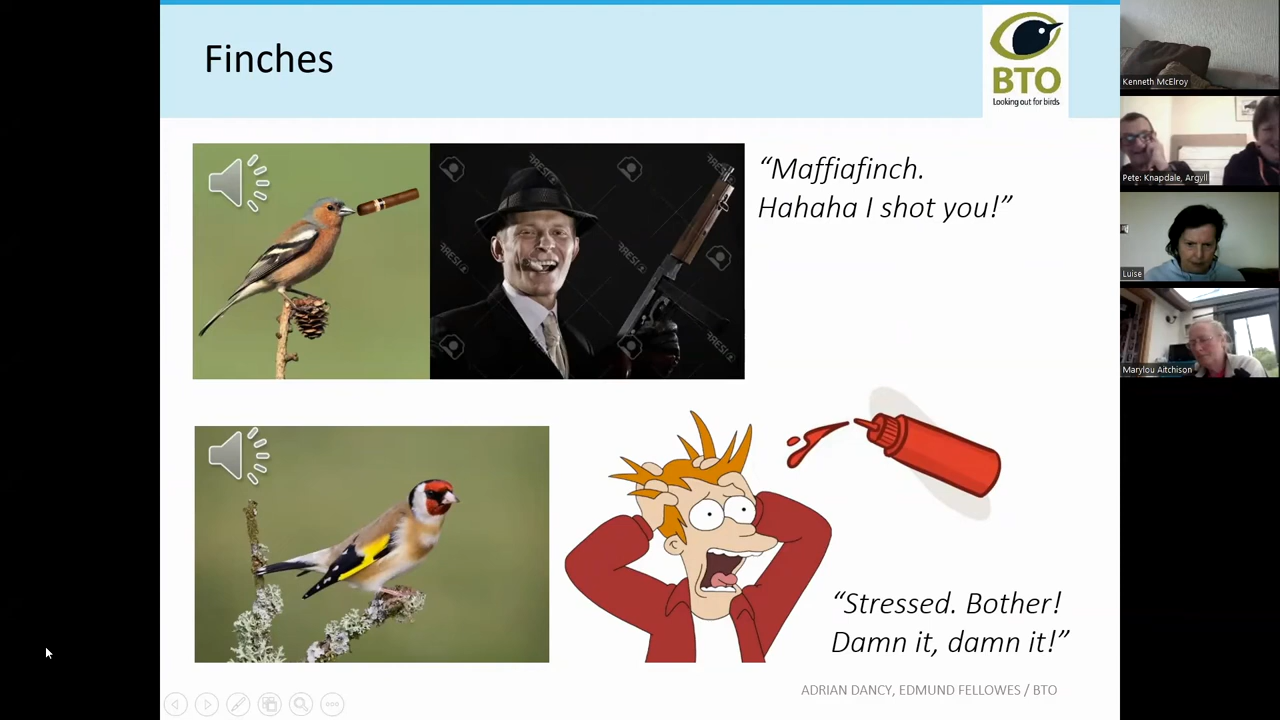 Finches
BTO
Looking out for birds
“Maffiafinch.
Hahaha I shot you!”
“Stressed. Bother!
Damn it, damn it!”
ADRIAN DANCY, EDMUND FELLOWES / BTO
Kenneth McElroy
Pete: Knapdale, Argyll
Luise
Marylou Aitchison